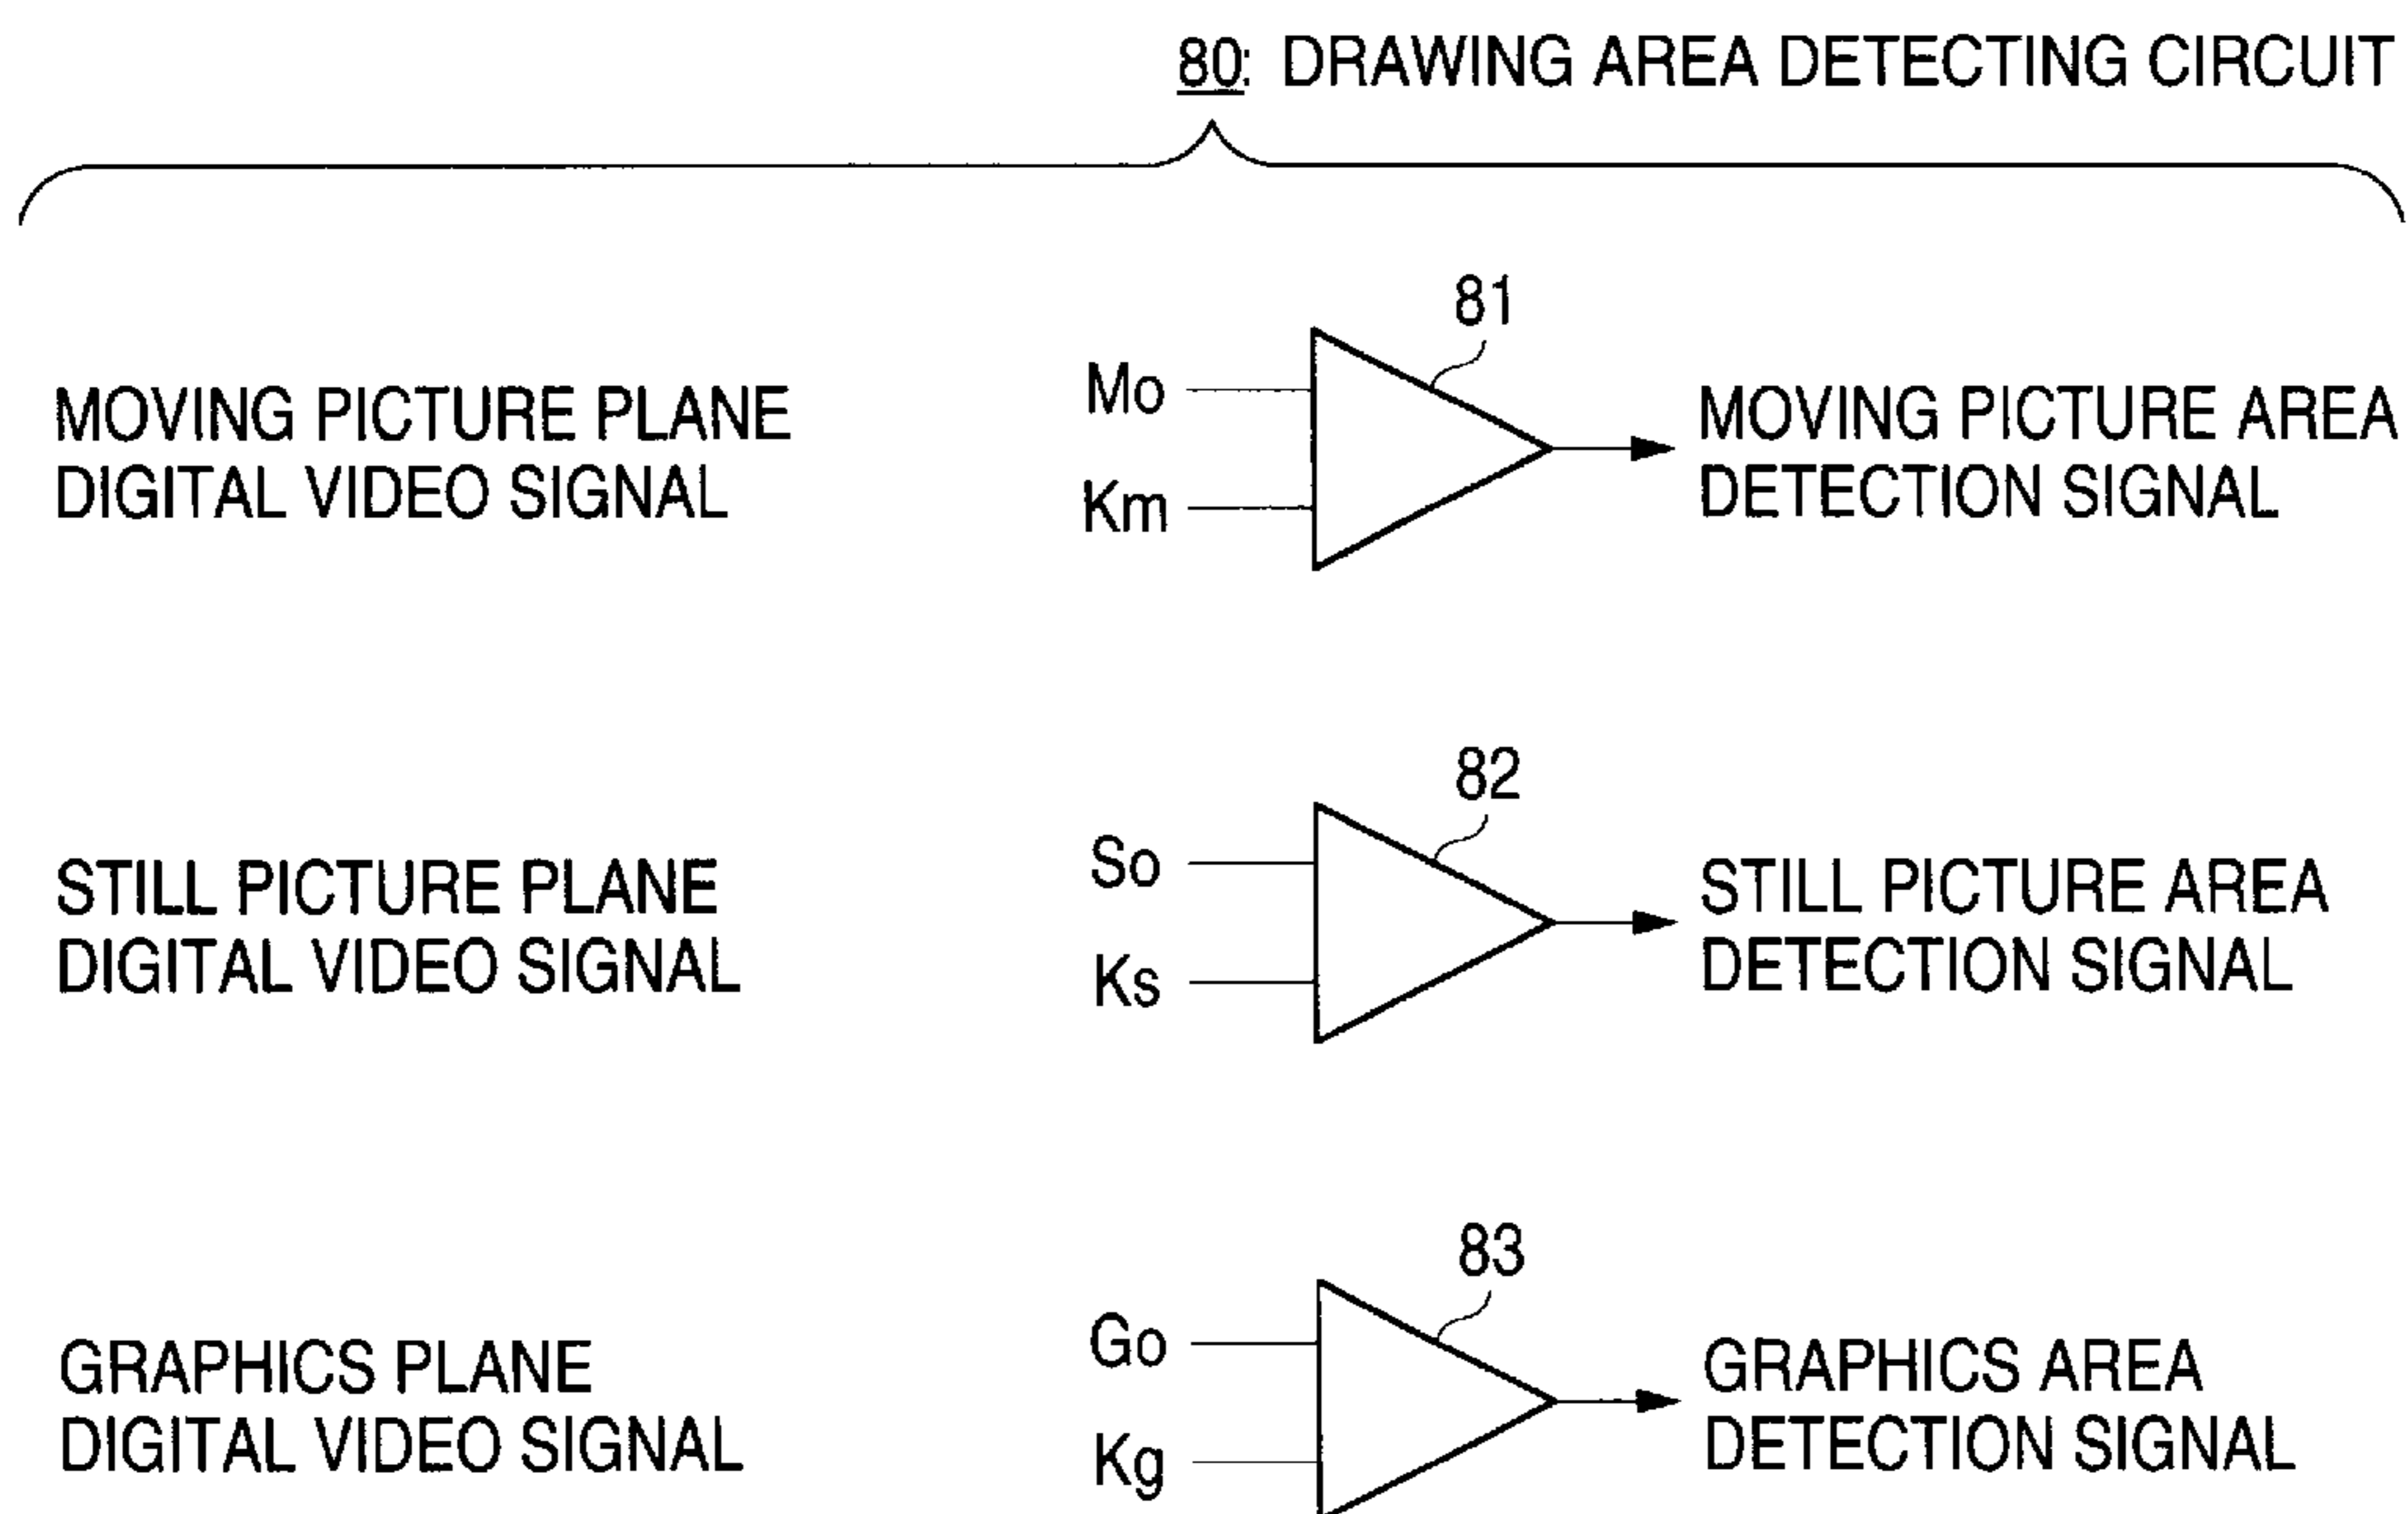 80: DRAWING AREA DETECTING CIRCUIT
81
Mo
MOVING PICTURE PLANE
DIGITAL VIDEO SIGNAL
Km
MOVING PICTURE AREA
DETECTION SIGNAL
82
So
STILL PICTURE PLANE
DIGITAL VIDEO SIGNAL
Ks
STILL PICTURE AREA
DETECTION SIGNAL
83
Go
GRAPHICS PLANE
DIGITAL VIDEO SIGNAL
Kg
GRAPHICS AREA
DETECTION SIGNAL